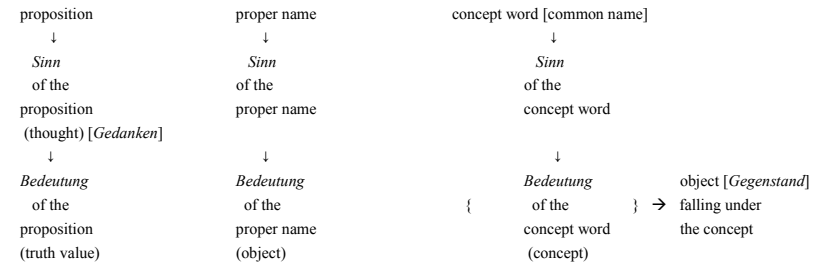 proposition proper name concept word [common name]
↓ ↓ ↓
Sinn Sinn Sinn
of the of the of the
proposition proper name concept word
(thought) [Gedanken]
↓ ↓ ↓
Bedeutung Bedeutung Bedeutung object [Gegenstand]
of the of the { of the } → falling under
proposition proper name concept word the concept
(truth value) (object) (concept)